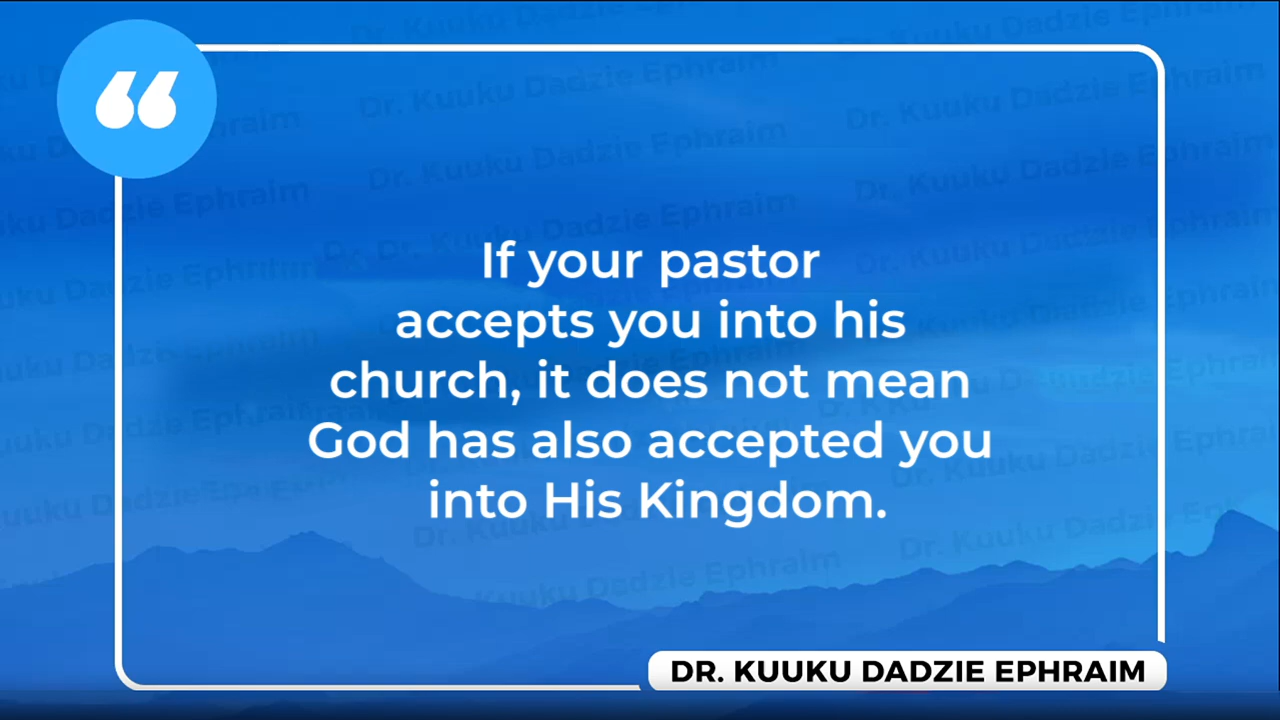 If your pastor
accepts you into his
church, it does not mean
God has also accepted you
into His Kingdom.
DR. KUUKU DADZIE EPHRAIM